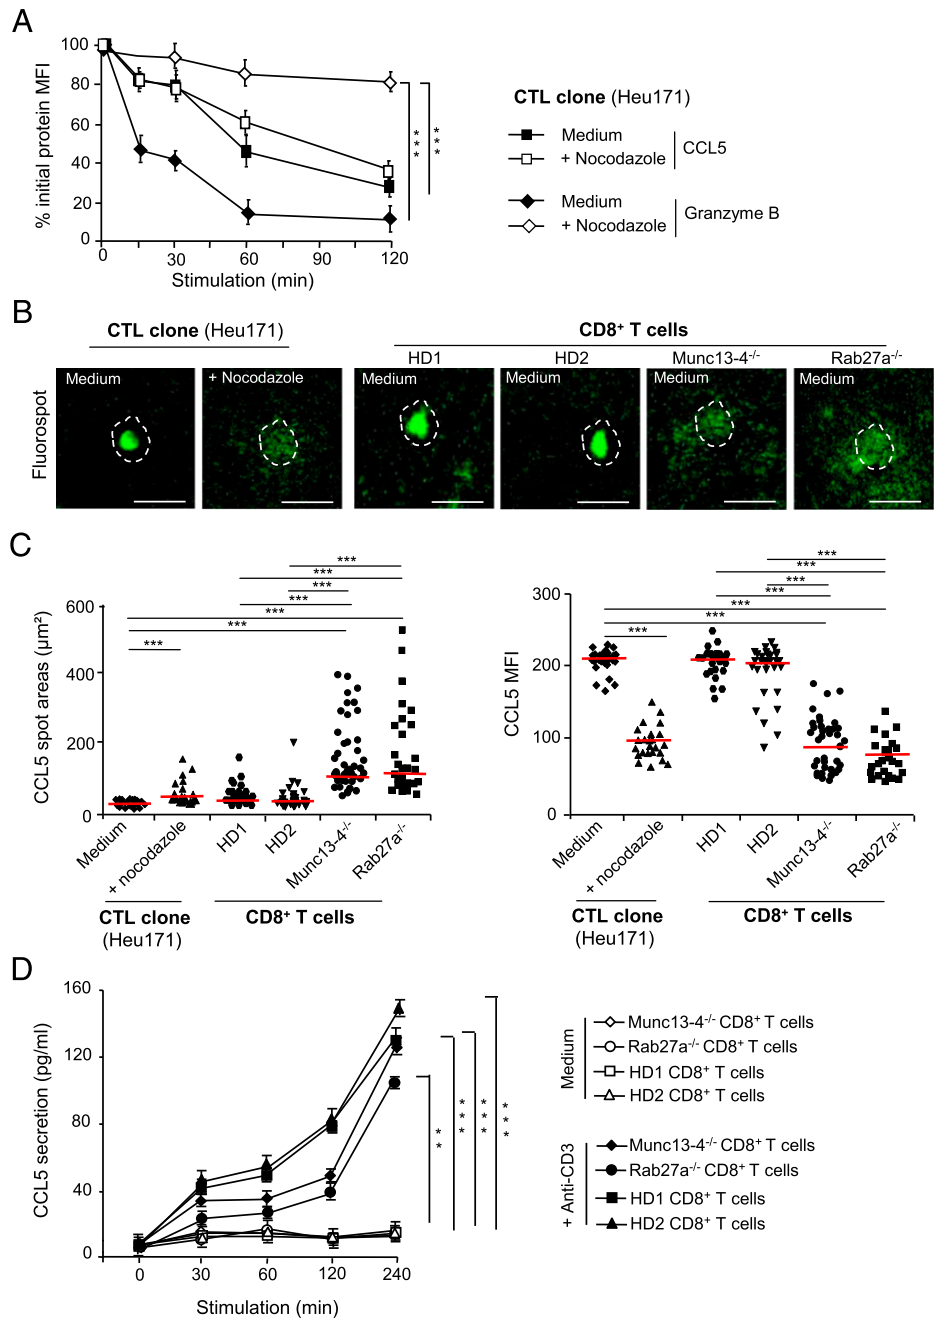 A
100
80
60
40
20
0
% initial protein MFI
0
30
60
90
120
Stimulation (min)
***
***
CTL clone (Heu171)
Medium
+ Nocodazole
CCL5
Medium
+ Nocodazole
Granzyme B
B
CTL clone (Heu171)
CD8⁺ T cells
HD1
HD2
Munc13-4⁻/⁻
Rab27a⁻/⁻
Fluorospot
Medium
+ Nocodazole
Medium
Medium
Medium
Medium
C
CCL5 spot areas (µm²)
600
400
200
0
***
***
***
***
***
***
***
Medium
+ nocodazole
HD1
HD2
Munc13-4⁻/⁻
Rab27a⁻/⁻
CTL clone
(Heu171)
CD8⁺ T cells
CCL5 MFI
300
200
100
0
***
***
***
***
***
***
***
Medium
+ nocodazole
HD1
HD2
Munc13-4⁻/⁻
Rab27a⁻/⁻
CTL clone
(Heu171)
CD8⁺ T cells
D
CCL5 secretion (pg/ml)
160
120
80
40
0
0
30
60
120
240
Stimulation (min)
**
***
***
***
Medium
Munc13-4⁻/⁻ CD8⁺ T cells
Rab27a⁻/⁻ CD8⁺ T cells
HD1 CD8⁺ T cells
HD2 CD8⁺ T cells
+ Anti-CD3
Munc13-4⁻/⁻ CD8⁺ T cells
Rab27a⁻/⁻ CD8⁺ T cells
HD1 CD8⁺ T cells
HD2 CD8⁺ T cells